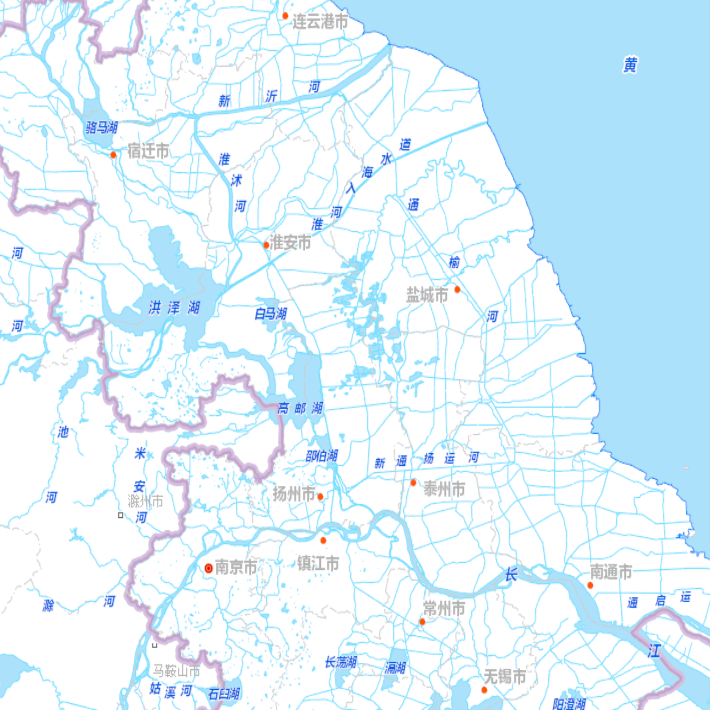 连云港市
黄
新沂河
骆马湖
宿迁市
淮沭河
淮河入海水道
通榆河
淮安市
河
盐城市
洪泽湖
白马湖
河
高邮湖
池河
米安河
邵伯湖
新通扬运河
滁州市
扬州市
泰州市
镇江市
南京市
长江
南通市
通启运
滁河
常州市
马鞍山市
长荡湖
滆湖
无锡市
姑溪河
石臼湖
阳澄湖